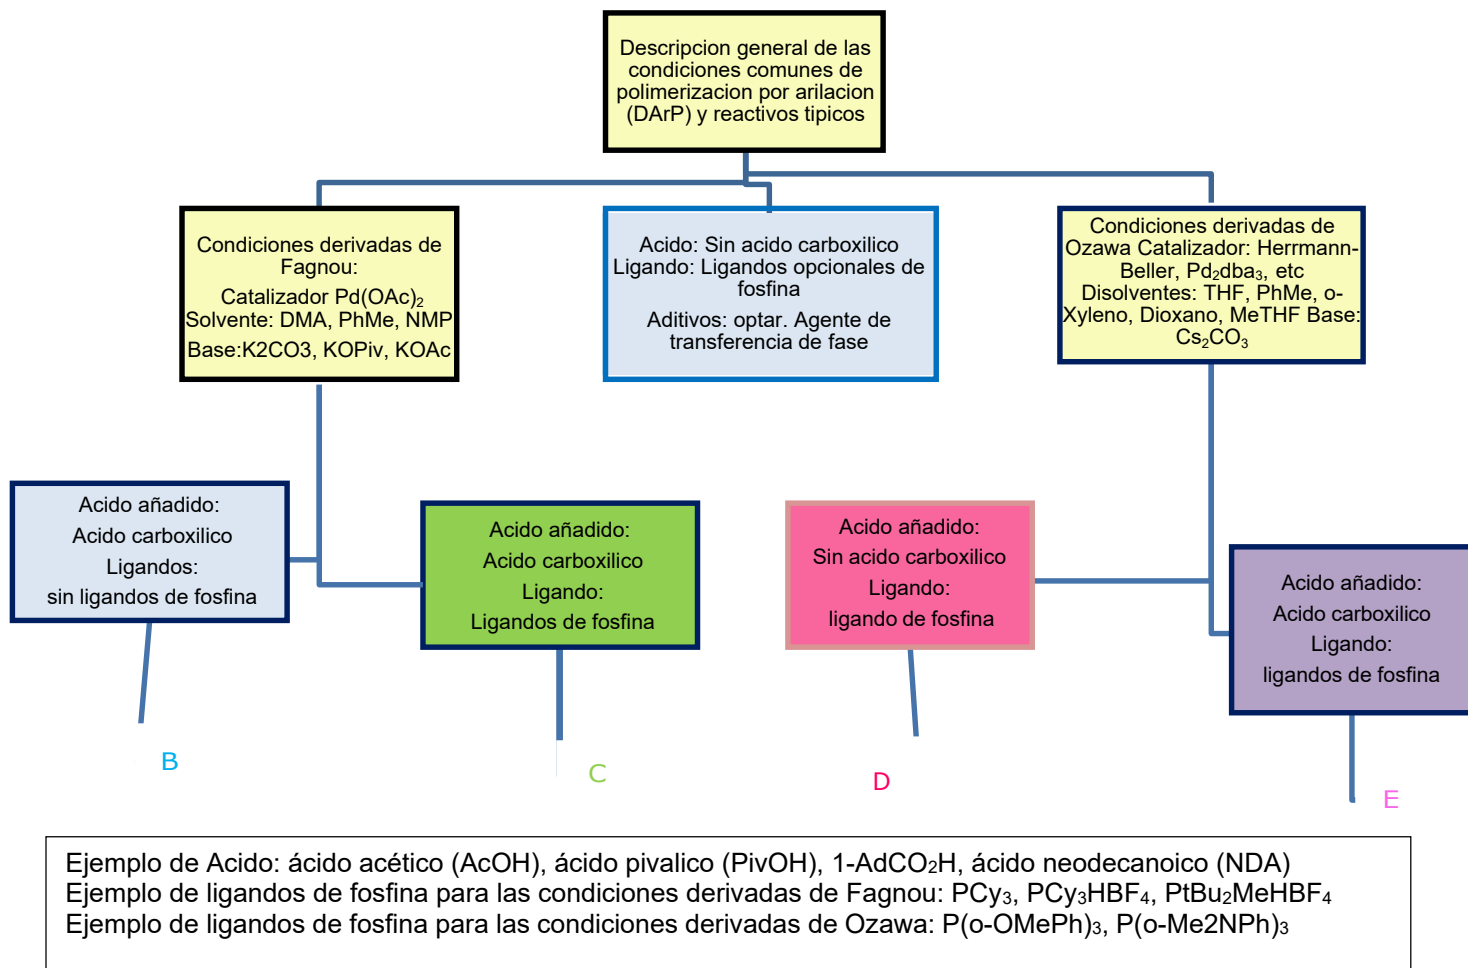 Descripcion general de las
condiciones comunes de
polimerizacion por arilacion
(DArP) y reactivos tipicos
Condiciones derivadas de
Fagnou:
Catalizador Pd(OAc)₂
Solvente: DMA, PhMe, NMP
Base:K2CO3, KOPiv, KOAc
Acido: Sin acido carboxilico
Ligando: Ligandos opcionales de
fosfina
Aditivos: optar. Agente de
transferencia de fase
Condiciones derivadas de
Ozawa Catalizador: Herrmann-
Beller, Pd₂dba₃, etc
Disolventes: THF, PhMe, o-
Xyleno, Dioxano, MeTHF Base:
Cs₂CO₃
Acido añadido:
Acido carboxilico
Ligandos:
sin ligandos de fosfina
Acido añadido:
Acido carboxilico
Ligando:
Ligandos de fosfina
Acido añadido:
Sin acido carboxilico
Ligando:
ligando de fosfina
Acido añadido:
Acido carboxilico
Ligando:
ligandos de fosfina
B
C
D
E
Ejemplo de Acido: ácido acético (AcOH), ácido pivalico (PivOH), 1-AdCO₂H, ácido neodecanoico (NDA)
Ejemplo de ligandos de fosfina para las condiciones derivadas de Fagnou: PCy₃, PCy₃HBF₄, PtBu₂MeHBF₄
Ejemplo de ligandos de fosfina para las condiciones derivadas de Ozawa: P(o-OMePh)₃, P(o-Me2NPh)₃